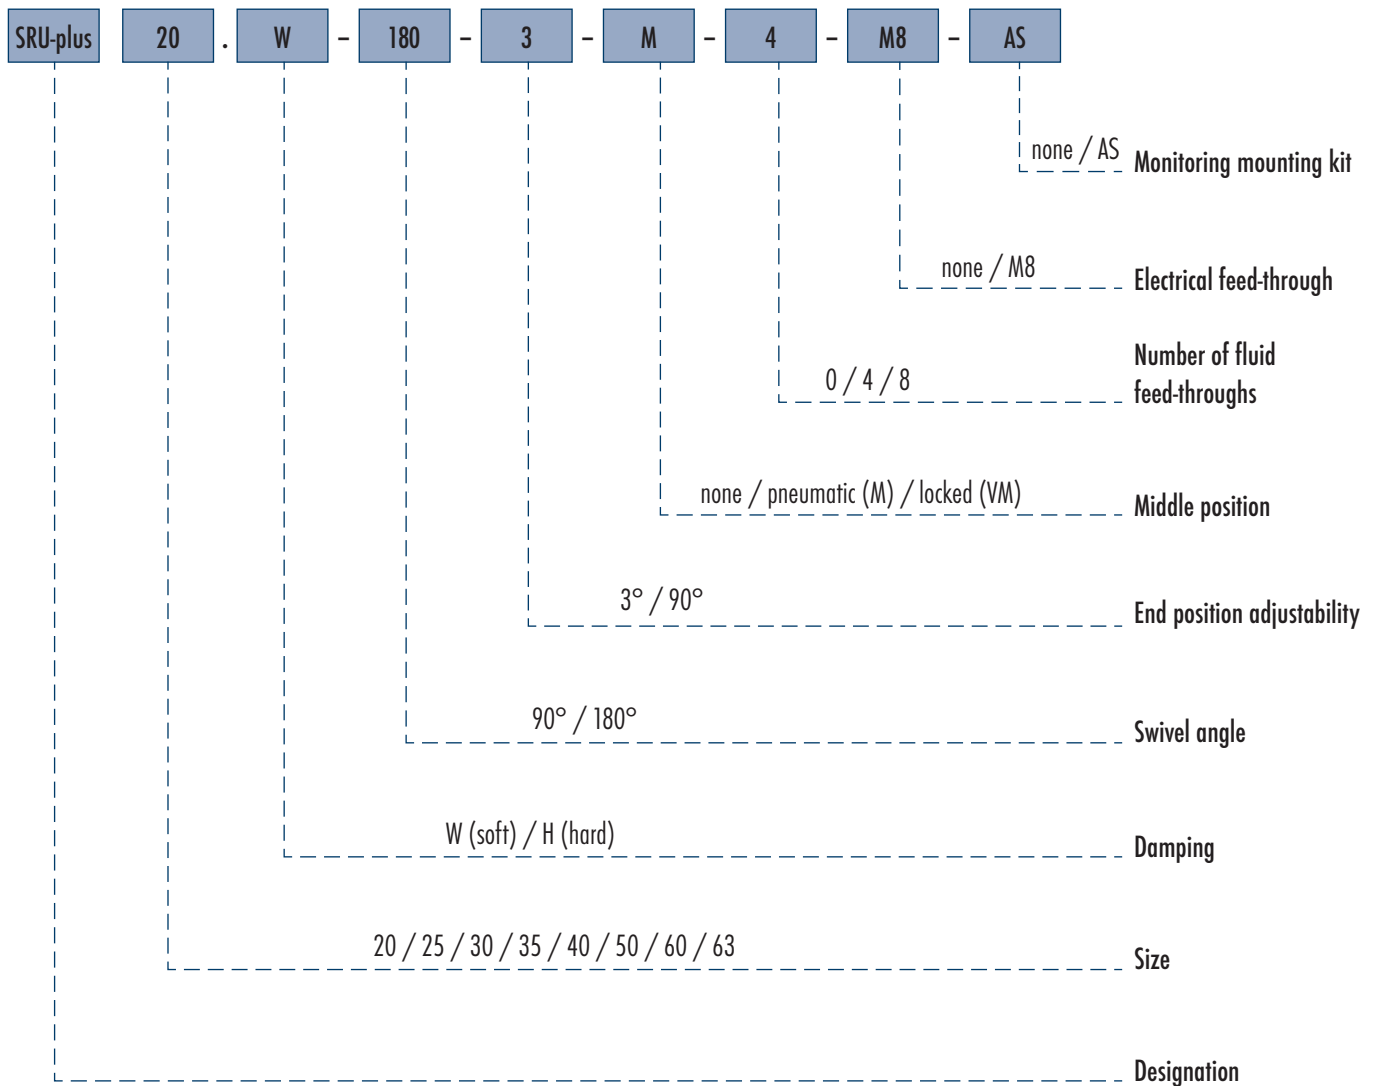 SRU-plus 20 . W – 180 – 3 – M – 4 – M8 – AS
none / AS Monitoring mounting kit
none / M8 Electrical feed-through
Number of fluid
0 / 4 / 8 feed-throughs
none / pneumatic (M) / locked (VM) Middle position
3° / 90° End position adjustability
90° / 180° Swivel angle
W (soft) / H (hard) Damping
20 / 25 / 30 / 35 / 40 / 50 / 60 / 63 Size
Designation